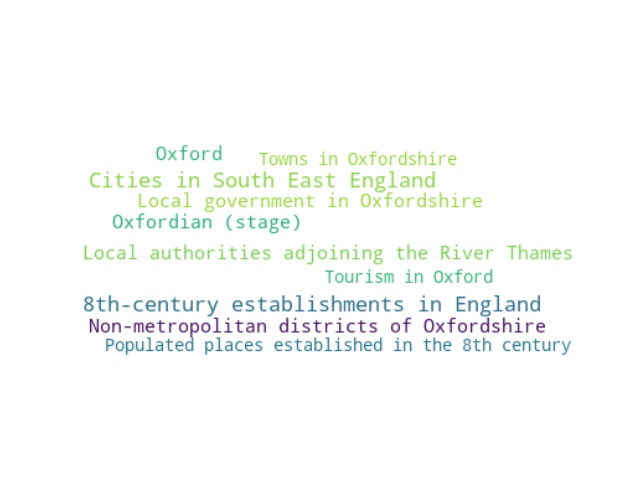 Oxford
Towns in Oxfordshire
Cities in South East England
Local government in Oxfordshire
Oxfordian (stage)
Local authorities adjoining the River Thames
Tourism in Oxford
8th-century establishments in England
Non-metropolitan districts of Oxfordshire
Populated places established in the 8th century